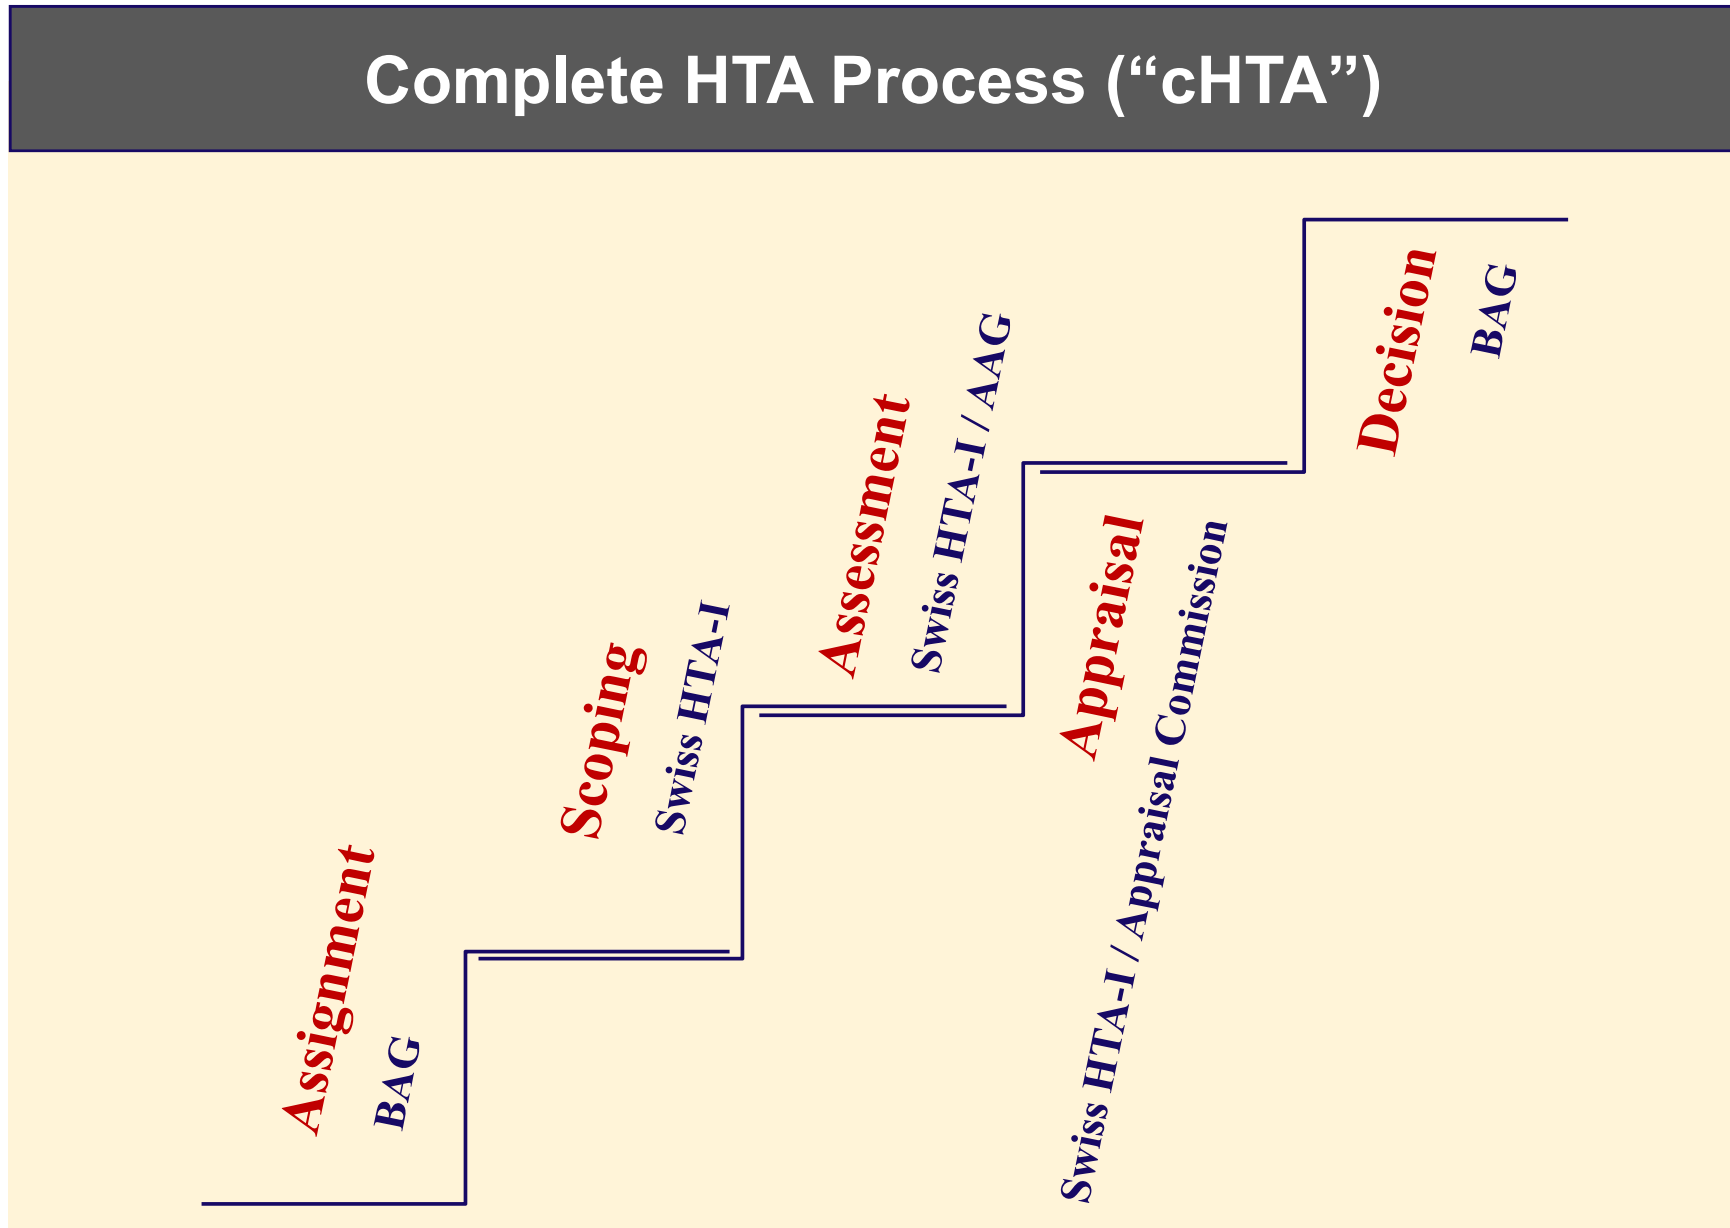 Complete HTA Process (“cHTA”)
Assignment
BAG
Scoping
Swiss HTA-I
Assessment
Swiss HTA-I / AAG
Appraisal
Swiss HTA-I / Appraisal Commission
Decision
BAG